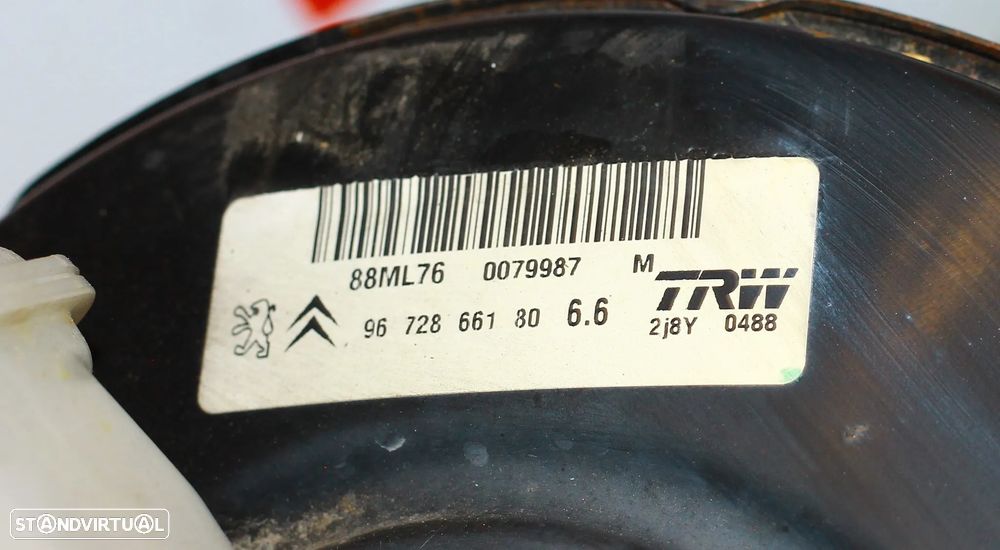 88ML76 0079987 M
TRW
96 728 661 80 6.6
2j8Y 0488
STANDVIRTUAL